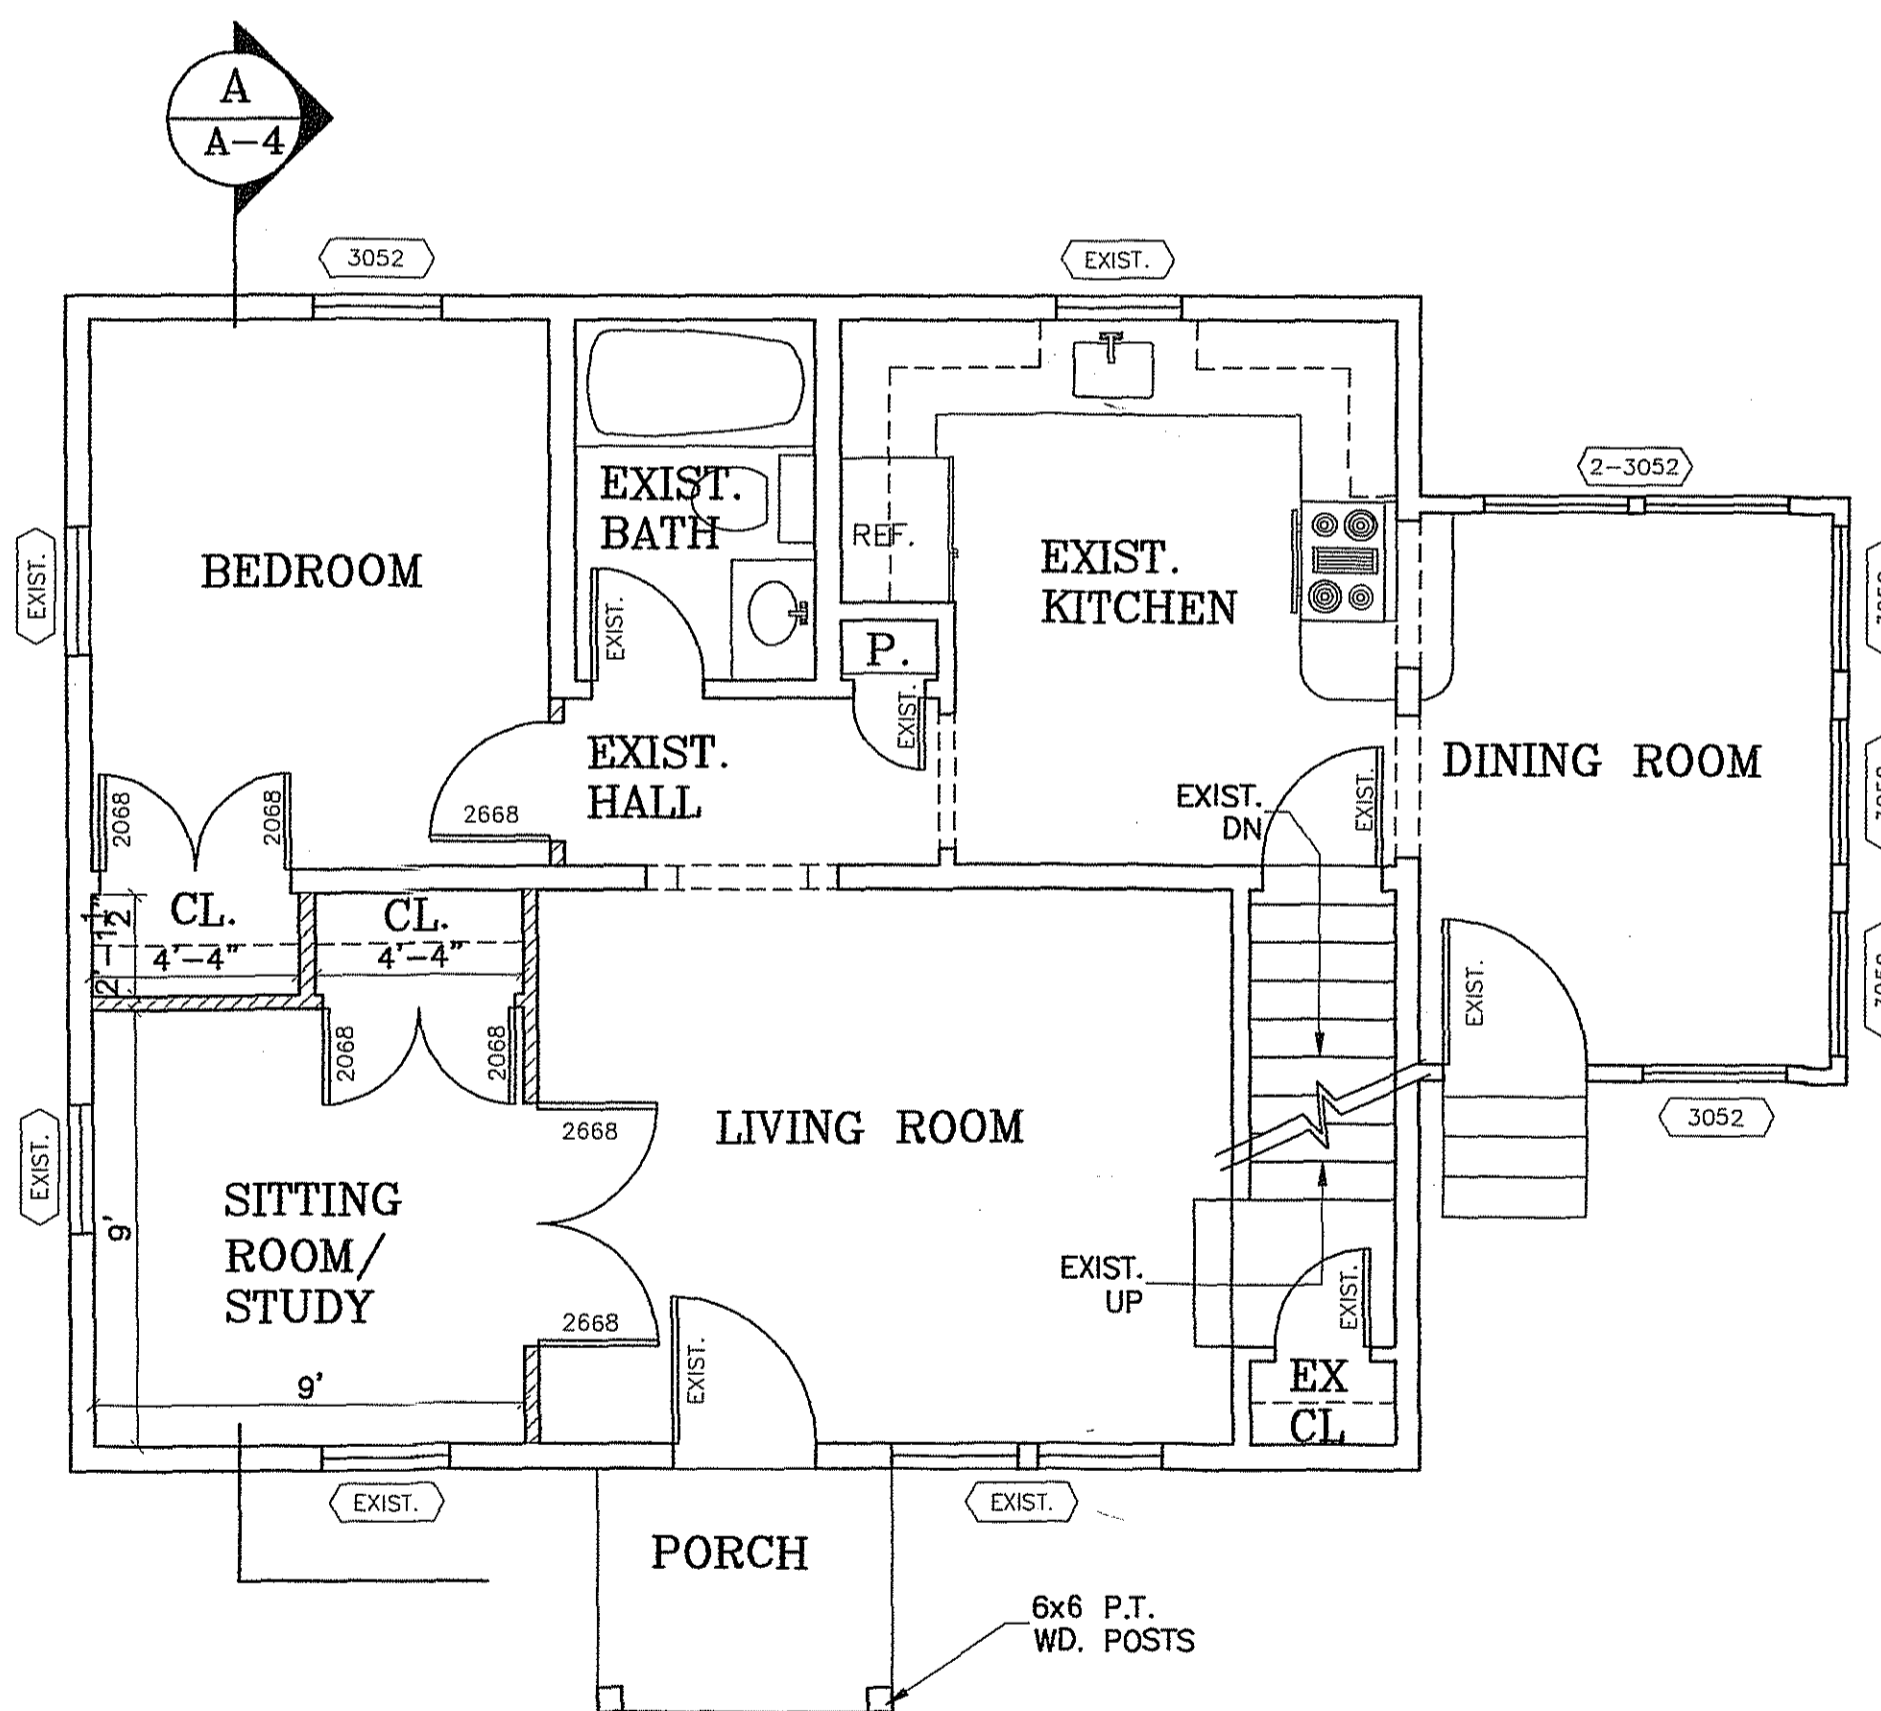 A
A-4
3052
EXIST.
2-3052
EXIST.
BATH
REF.
EXIST.
KITCHEN
EXIST.
BEDROOM
EXIST.
P.
EXIST.
EXIST.
HALL
DINING ROOM
2068
2068
2668
EXIST.
DN
EXIST.
CL.
4'-4"
CL.
4'-4"
EXIST.
2068
2068
2668
LIVING ROOM
3052
EXIST.
SITTING
ROOM/
STUDY
9'
9'
2668
EXIST.
EXIST.
UP
EXIST.
EX
CL
EXIST.
EXIST.
PORCH
6x6 P.T.
WD. POSTS